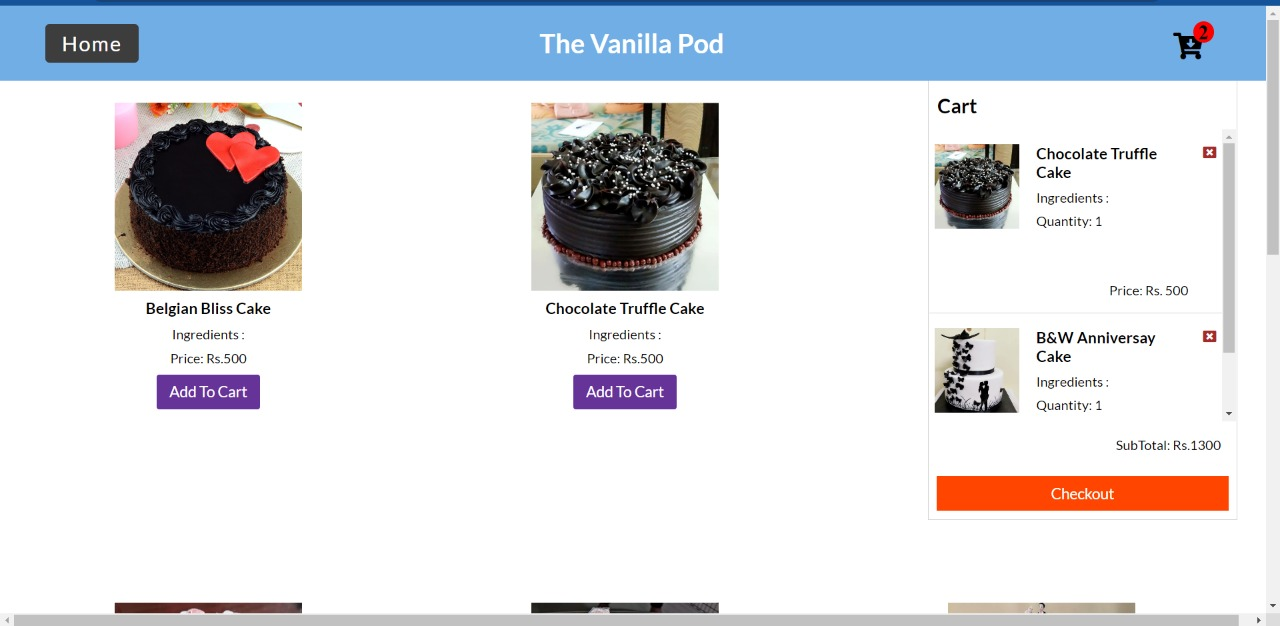 Home
The Vanilla Pod
2
Cart
Chocolate Truffle
Cake
Ingredients :
Quantity: 1
Price: Rs. 500
B&W Anniversay
Cake
Ingredients :
Quantity: 1
SubTotal: Rs.1300
Checkout
Belgian Bliss Cake
Ingredients :
Price: Rs.500
Add To Cart
Chocolate Truffle Cake
Ingredients :
Price: Rs.500
Add To Cart